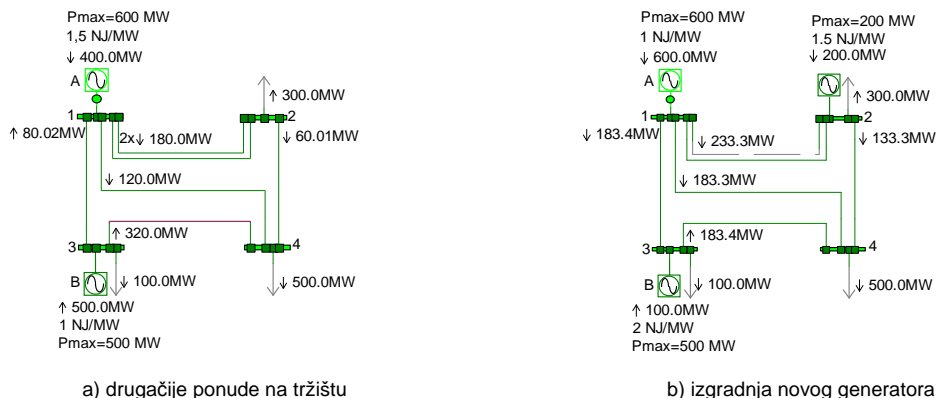 Pmax=600 MW
1,5 NJ/MW
↓ 400.0MW
A
↑ 300.0MW
1
2
↑ 80.02MW
2x↓ 180.0MW
↓ 60.01MW
↓ 120.0MW
3
↑ 320.0MW
4
B
↓ 100.0MW
↓ 500.0MW
↑ 500.0MW
1 NJ/MW
Pmax=500 MW
a) drugačije ponude na tržištu
Pmax=600 MW
1 NJ/MW
↓ 600.0MW
Pmax=200 MW
1.5 NJ/MW
↓ 200.0MW
A
↑ 300.0MW
1
2
↓ 183.4MW
↓ 233.3MW
↓ 133.3MW
↓ 183.3MW
3
↑ 183.4MW
4
B
↓ 100.0MW
↓ 500.0MW
↑ 100.0MW
2 NJ/MW
Pmax=500 MW
b) izgradnja novog generatora